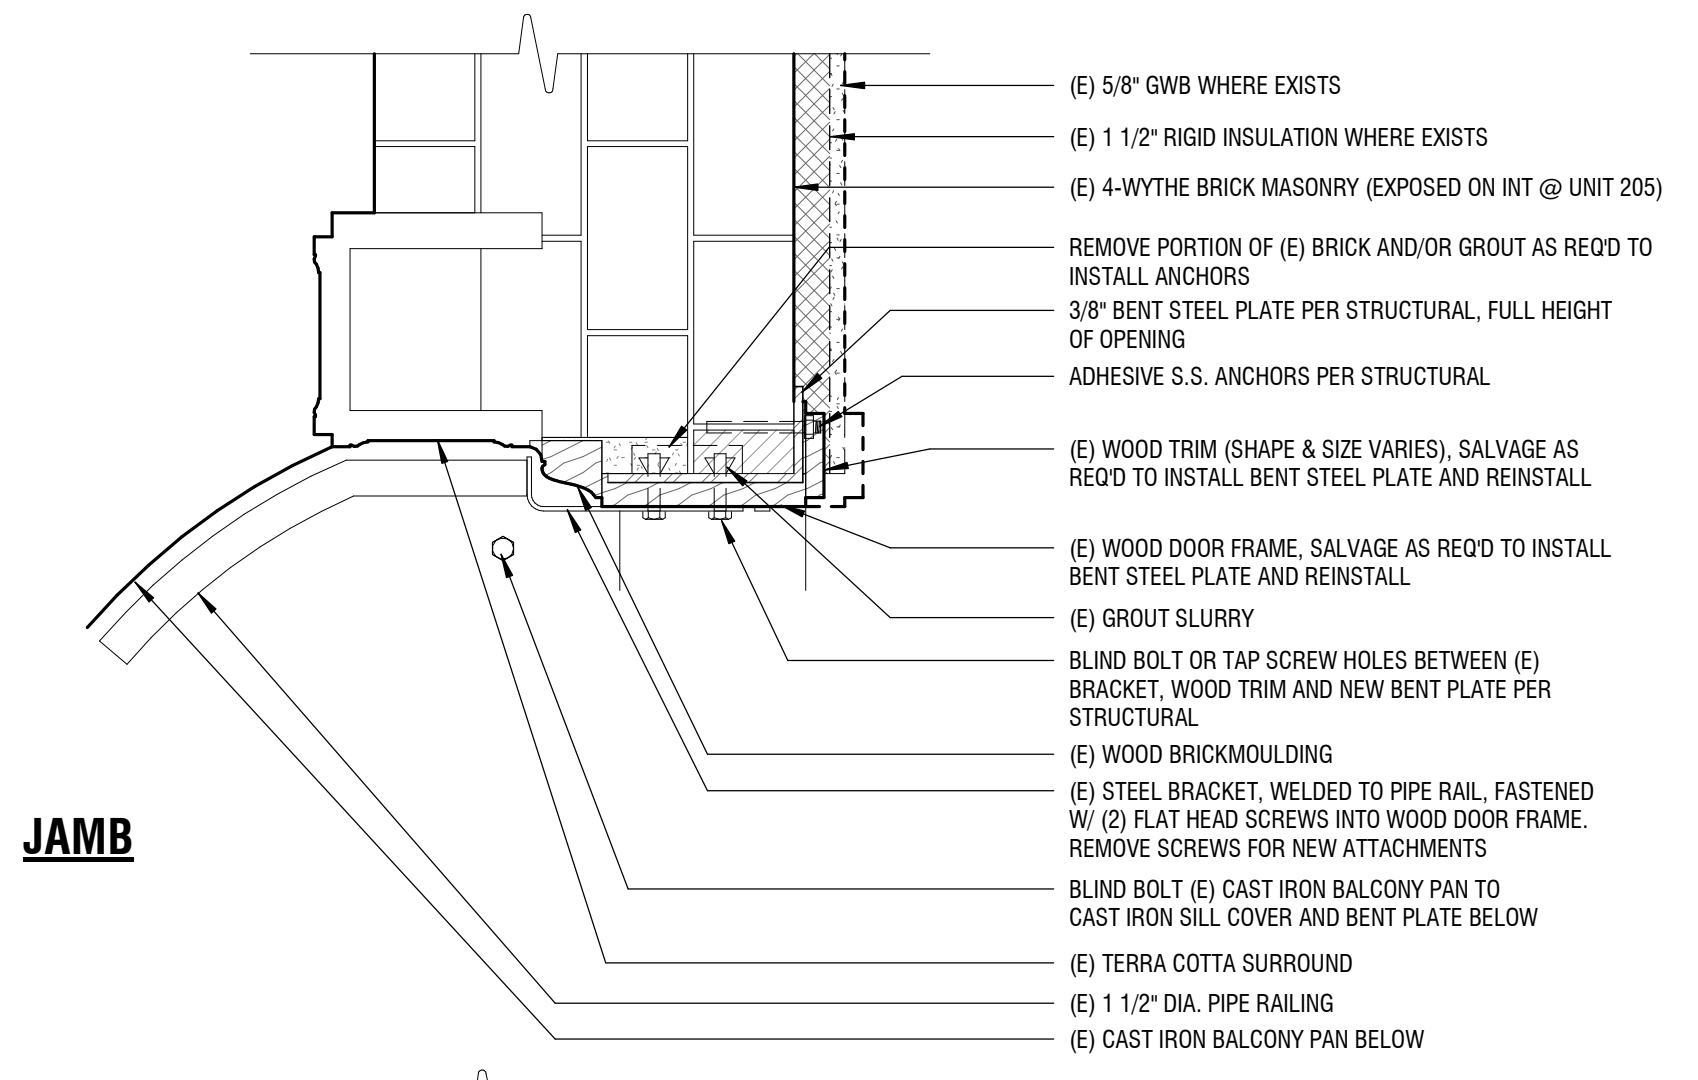 (E) 5/8" GWB WHERE EXISTS
(E) 1 1/2" RIGID INSULATION WHERE EXISTS
(E) 4-WYTHE BRICK MASONRY (EXPOSED ON INT @ UNIT 205)
REMOVE PORTION OF (E) BRICK AND/OR GROUT AS REQ'D TO
INSTALL ANCHORS
3/8" BENT STEEL PLATE PER STRUCTURAL, FULL HEIGHT
OF OPENING
ADHESIVE S.S. ANCHORS PER STRUCTURAL
(E) WOOD TRIM (SHAPE & SIZE VARIES), SALVAGE AS
REQ'D TO INSTALL BENT STEEL PLATE AND REINSTALL
(E) WOOD DOOR FRAME, SALVAGE AS REQ'D TO INSTALL
BENT STEEL PLATE AND REINSTALL
(E) GROUT SLURRY
BLIND BOLT OR TAP SCREW HOLES BETWEEN (E)
BRACKET, WOOD TRIM AND NEW BENT PLATE PER
STRUCTURAL
(E) WOOD BRICKMOULDING
(E) STEEL BRACKET, WELDED TO PIPE RAIL, FASTENED
W/ (2) FLAT HEAD SCREWS INTO WOOD DOOR FRAME.
REMOVE SCREWS FOR NEW ATTACHMENTS
BLIND BOLT (E) CAST IRON BALCONY PAN TO
CAST IRON SILL COVER AND BENT PLATE BELOW
(E) TERRA COTTA SURROUND
(E) 1 1/2" DIA. PIPE RAILING
(E) CAST IRON BALCONY PAN BELOW
JAMB